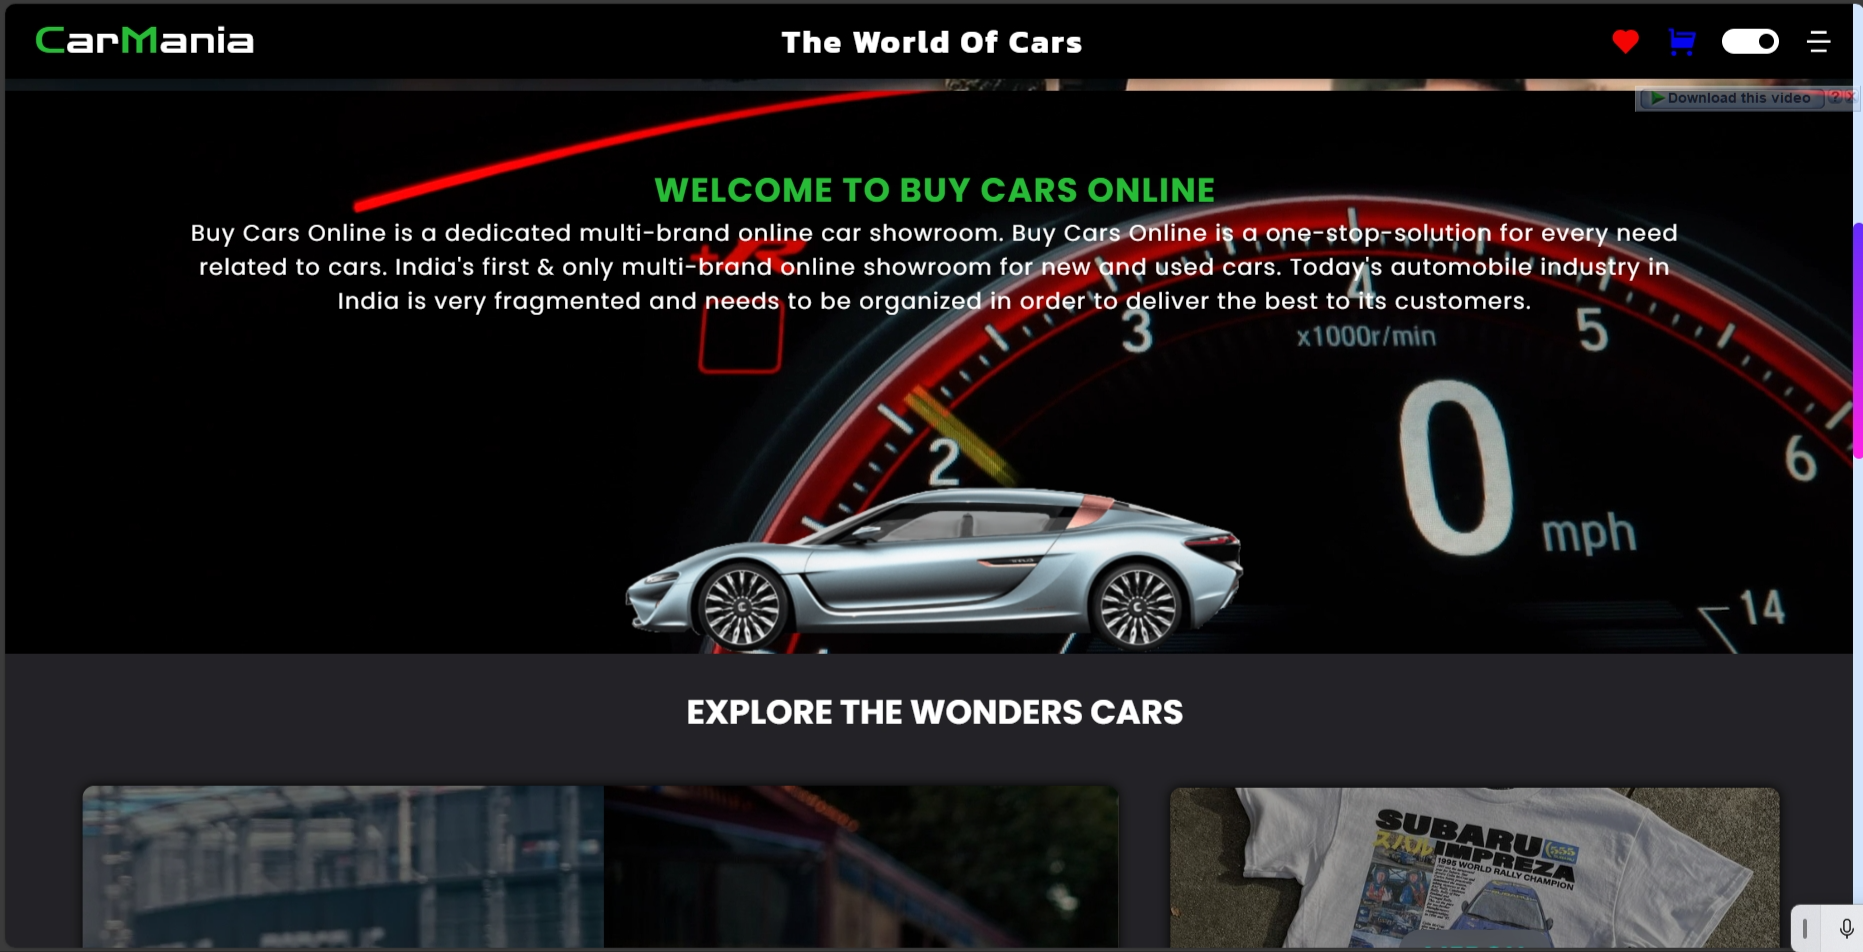 CarMania
The World Of Cars
Download this video
WELCOME TO BUY CARS ONLINE
Buy Cars Online is a dedicated multi-brand online car showroom. Buy Cars Online is a one-stop-solution for every need
related to cars. India's first & only multi-brand online showroom for new and used cars. Today's automobile industry in
India is very fragmented and needs to be organized in order to deliver the best to its customers.
+R
4
3
x1000r/min
5
0
2
6
mph
14
EXPLORE THE WONDERS CARS
SUBARU
スバル IMPREZA
555
1995 WORLD RALLY CHAMPION